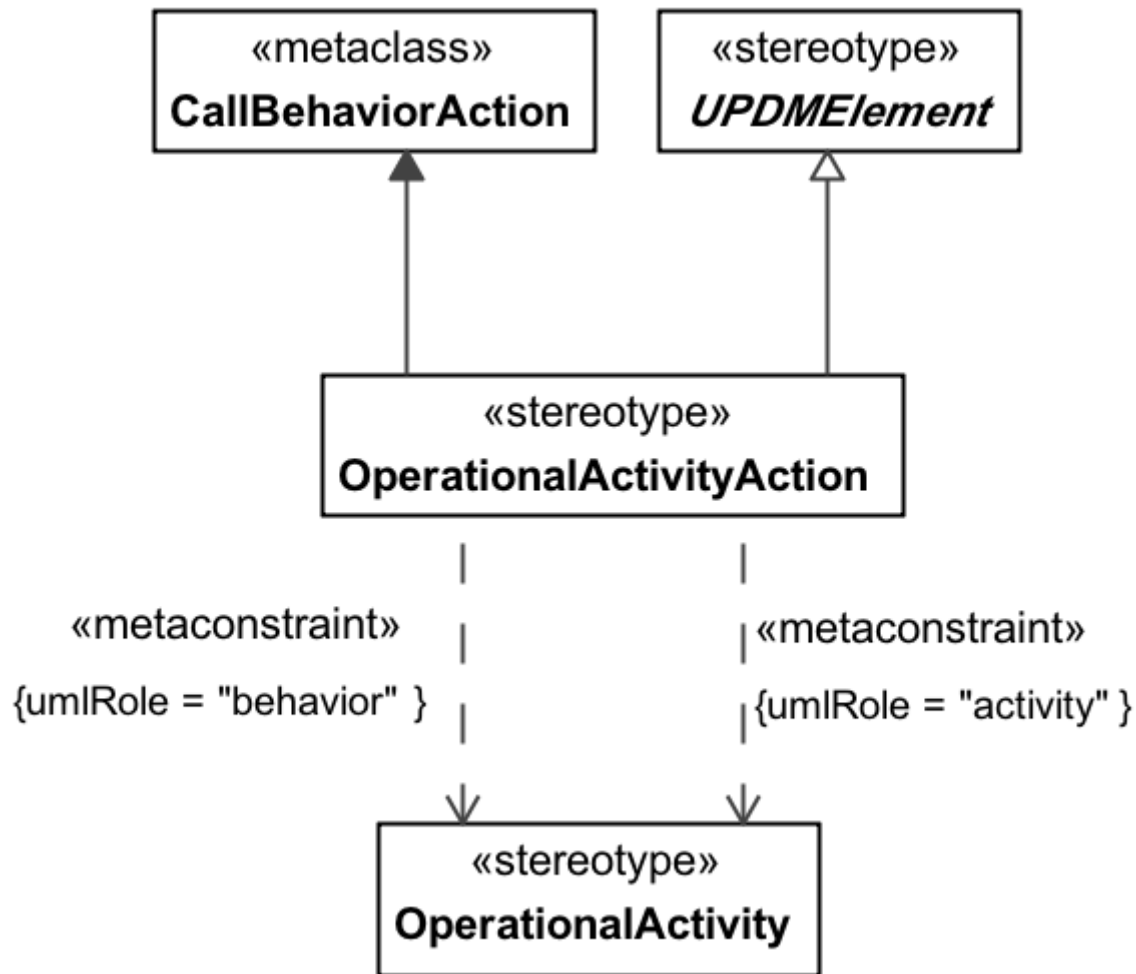 «metaclass»
CallBehaviorAction
«stereotype»
UPDMElement
«stereotype»
OperationalActivityAction
«metaconstraint»
{umlRole = "behavior" }
«metaconstraint»
{umlRole = "activity" }
«stereotype»
OperationalActivity